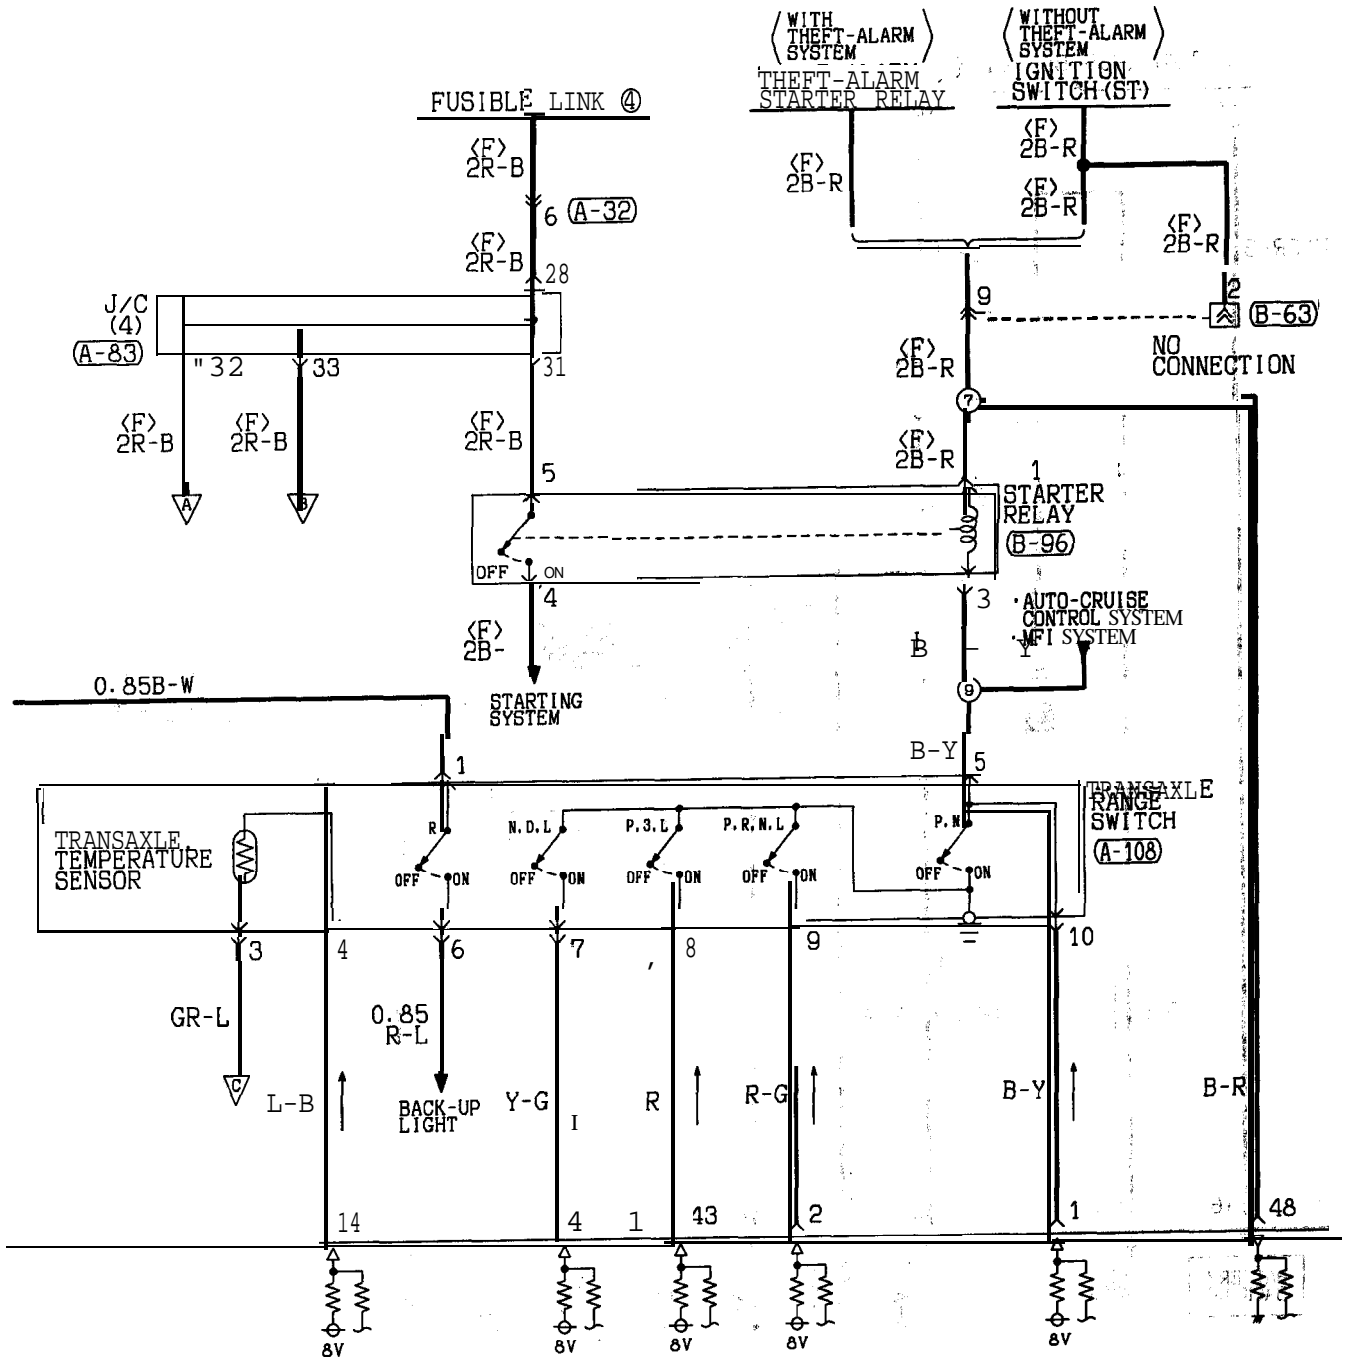 WITH
THEFT-ALARM
SYSTEM
WITHOUT
THEFT-ALARM
SYSTEM
FUSIBLE LINK ④
THEFT-ALARM
STARTER RELAY
IGNITION
SWITCH(ST)
<F>
2R-B
<F>
2B-R
<F>
2B-R
<F>
2B-R
6 A-32
<F>
2R-B
<F>
2B-R
28
J/C
(4)
A-83
9
2
B-63
NO
CONNECTION
"32
33
31
<F>
2B-R
7
<F>
2R-B
<F>
2R-B
<F>
2R-B
<F>
2B-R
5
1
A
B
STARTER
RELAY
B-96
OFF
ON
4
3
<F>
2B-
·AUTO-CRUISE
CONTROL SYSTEM
·MFI SYSTEM
B - Y
STARTING
SYSTEM
0.85B-W
9
1
B-Y
5
TRANSAXLE
TEMPERATURE
SENSOR
R
OFF
ON
N.D.L
OFF
ON
P.3.L
OFF
ON
P.R.N.L
OFF
ON
P.N
OFF
ON
TRANSAXLE
RANGE
SWITCH
A-108
3
4
6
7
8
9
10
GR-L
0.85
R-L
C
L-B
BACK-UP
LIGHT
Y-G
R
R-G
B-Y
B-R
14
4
1
43
2
1
48
8V
8V
8V
8V
8V